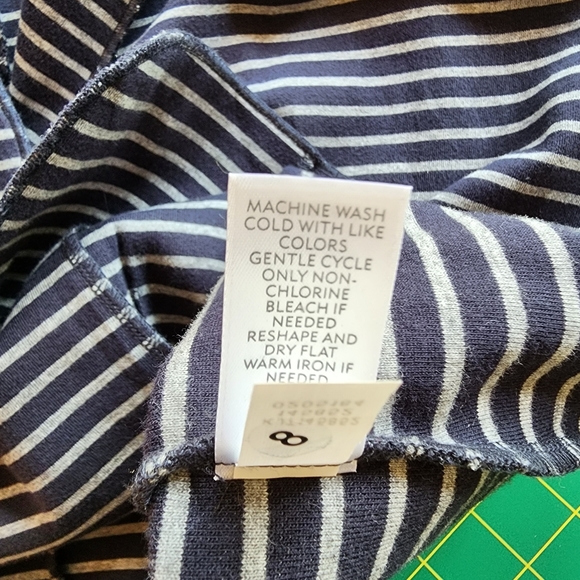 MACHINE WASH
COLD WITH LIKE
COLORS
GENTLE CYCLE
ONLY NON-
CHLORINE
BLEACH IF
NEEDED
RESHAPE AND
DRY FLAT
WARM IRON IF
NEEDED
8